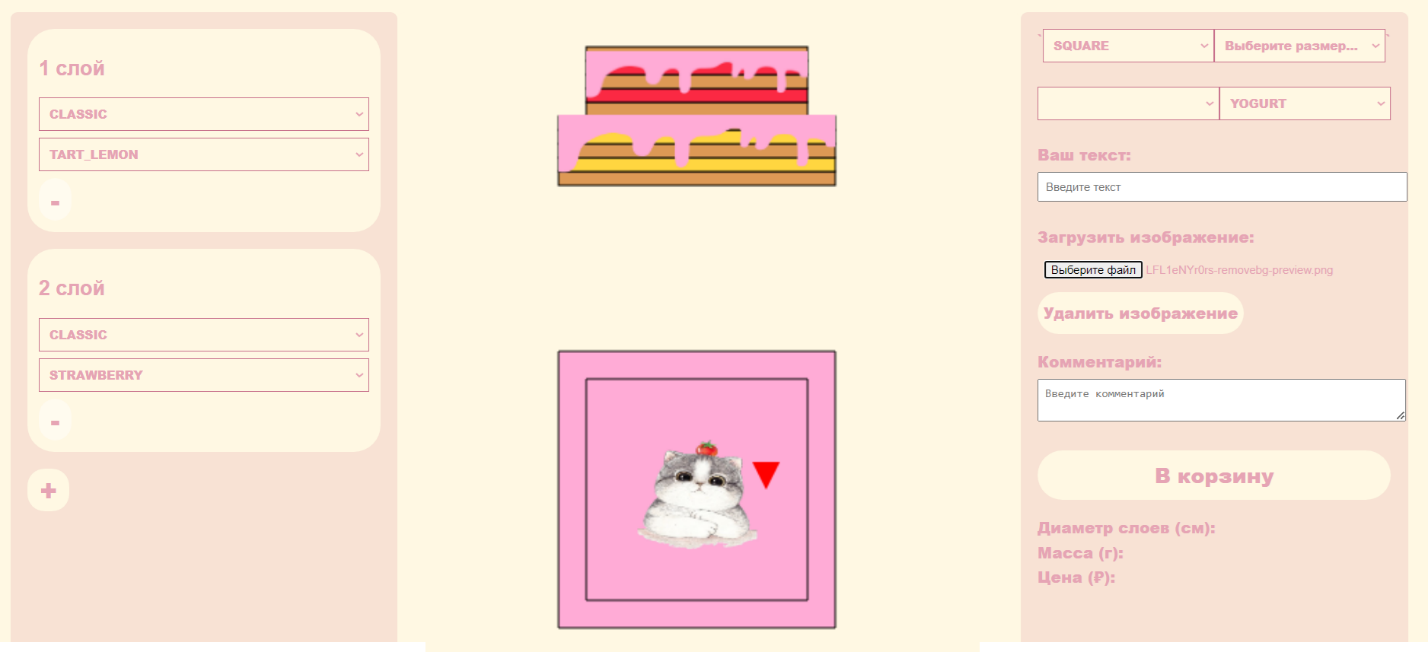 1 слой
CLASSIC
TART_LEMON
-
2 слой
CLASSIC
STRAWBERRY
-
+
SQUARE
Выберите размер...
YOGURT
Ваш текст:
Введите текст
Загрузить изображение:
Выберите файл LFL1eNYr0rs-removebg-preview.png
Удалить изображение
Комментарий:
Введите комментарий
В корзину
Диаметр слоев (см):
Масса (г):
Цена (₽):